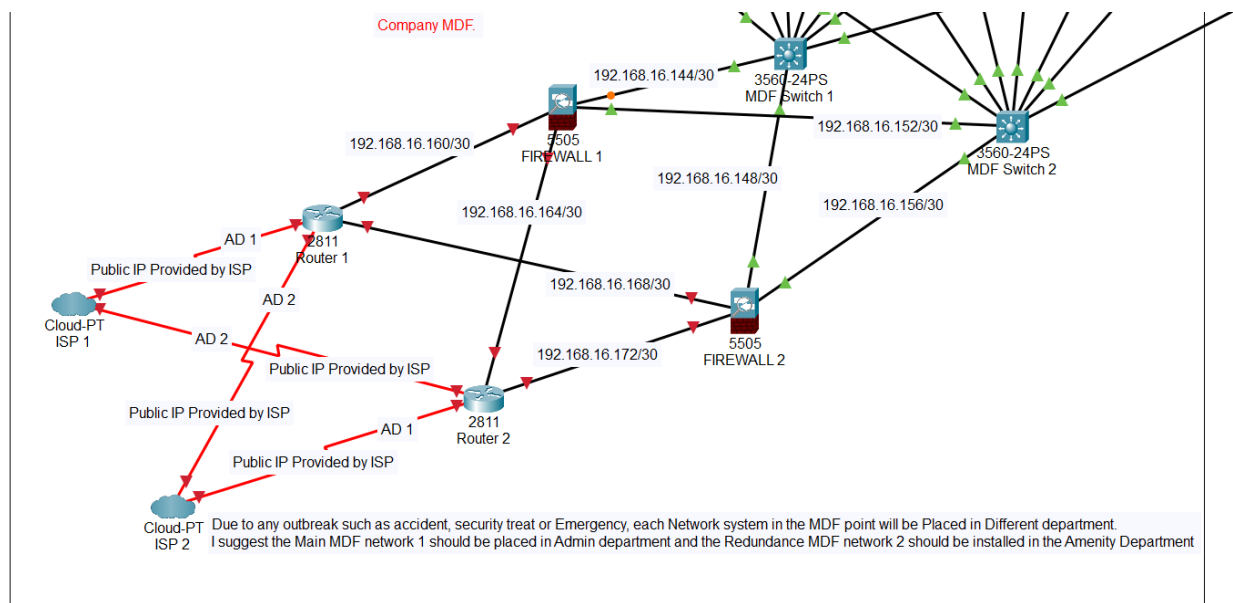 Company MDF.
192.168.16.144/30
3560-24PS
MDF Switch 1
192.168.16.152/30
5505
FIREWALL 1
192.168.16.160/30
3560-24PS
MDF Switch 2
192.168.16.148/30
192.168.16.156/30
192.168.16.164/30
2811
Router 1
AD 1
Public IP Provided by ISP
AD 2
192.168.16.168/30
Cloud-PT
ISP 1
AD 2
192.168.16.172/30
5505
FIREWALL 2
Public IP Provided by ISP
Public IP Provided by ISP
2811
Router 2
AD 1
Public IP Provided by ISP
Cloud-PT
ISP 2
Due to any outbreak such as accident, security treat or Emergency, each Network system in the MDF point will be Placed in Different department.
I suggest the Main MDF network 1 should be placed in Admin department and the Redundance MDF network 2 should be installed in the Amenity Department